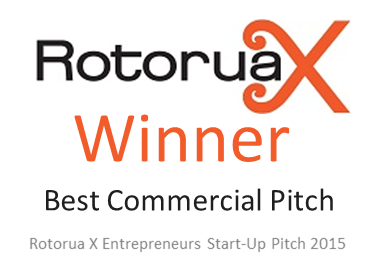 RotoruaX
Winner
Best Commercial Pitch
Rotorua X Entrepreneurs Start-Up Pitch 2015